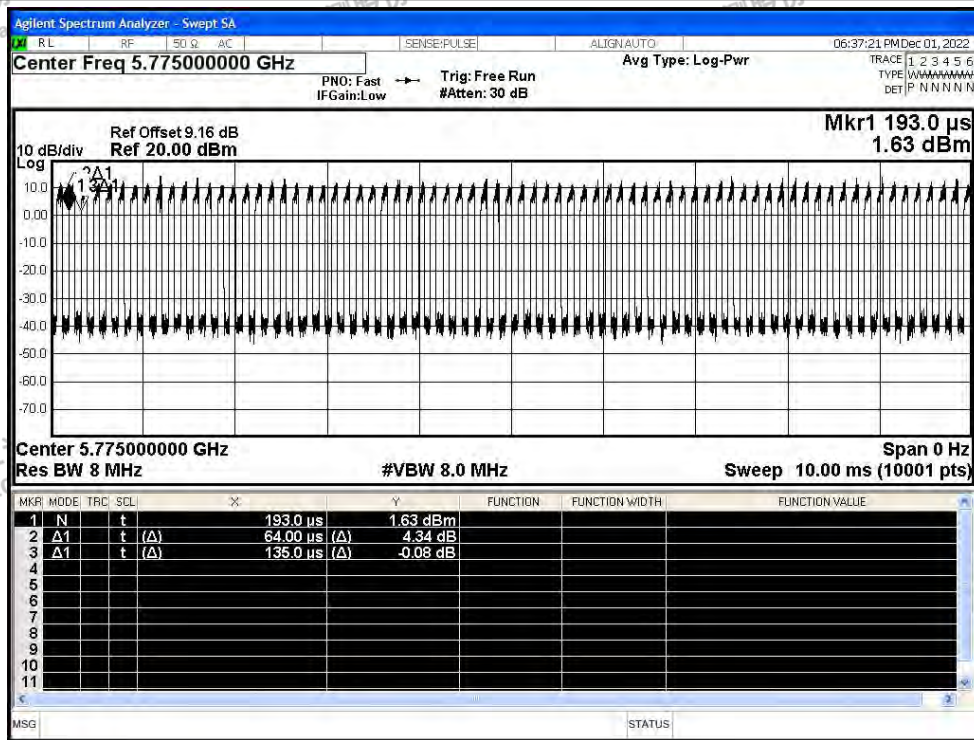 Agilent Spectrum Analyzer - Swept SA
LXI RL RF 50 Ω AC SENSE:PULSE ALIGNAUTO 06:37:21 PM Dec 01, 2022
Center Freq 5.775000000 GHz Avg Type: Log-Pwr TRACE 1 2 3 4 5 6
PNO: Fast Trig: Free Run TYPE WWWWWW
IFGain:Low #Atten: 30 dB DET P N N N N N
Mkr1 193.0 µs
Ref Offset 9.16 dB
10 dB/div Ref 20.00 dBm 1.63 dBm
Log
2Δ1
1 3Δ1
10.0
0.00
-10.0
-20.0
-30.0
-40.0
-50.0
-60.0
-70.0
Center 5.775000000 GHz Span 0 Hz
Res BW 8 MHz #VBW 8.0 MHz Sweep 10.00 ms (10001 pts)
MKR MODE TRC SCL X Y FUNCTION FUNCTION WIDTH FUNCTION VALUE
1 N t 193.0 µs 1.63 dBm
2 Δ1 t (Δ) 64.00 µs (Δ) 4.34 dB
3 Δ1 t (Δ) 135.0 µs (Δ) -0.08 dB
4
5
6
7
8
9
10
11
MSG STATUS